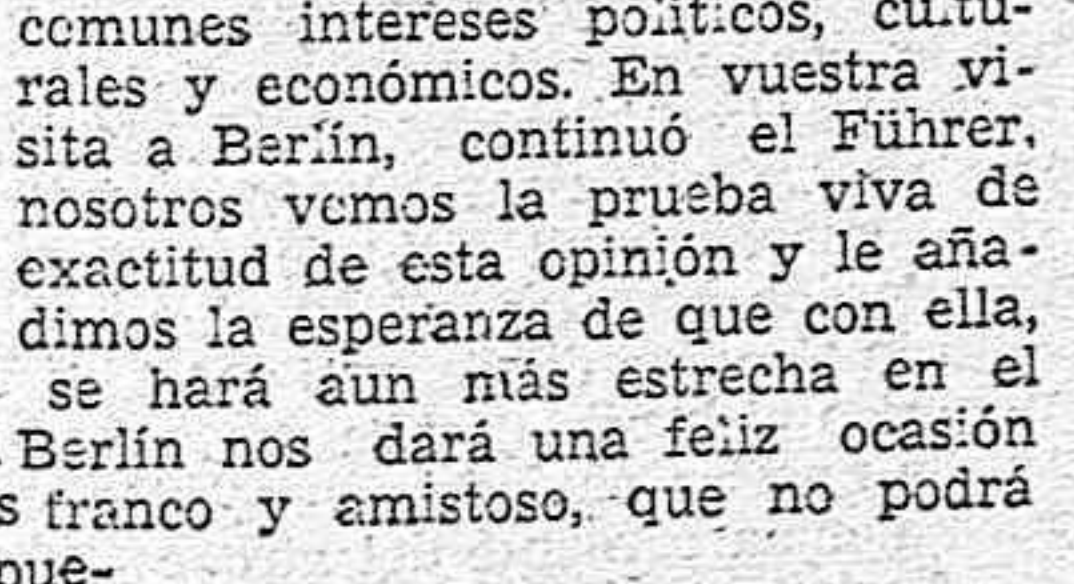 comunes intereses políticos, cultu-
rales y económicos. En vuestra vi-
sita a Berlín, continuó el Führer,
nosotros vemos la prueba viva de
exactitud de esta opinión y le aña-
dimos la esperanza de que con ella,
se hará aun más estrecha en el
Berlín nos dará una feliz ocasión
s franco y amistoso, que no podrá
pue-